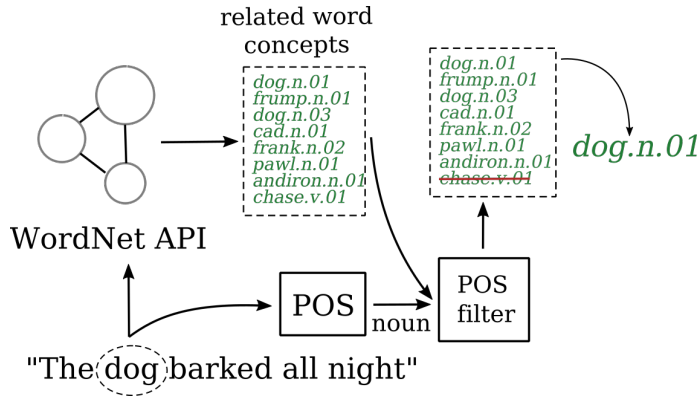 related word
concepts
dog.n.01
frump.n.01
dog.n.03
cad.n.01
frank.n.02
pawl.n.01
andiron.n.01
chase.v.01
dog.n.01
frump.n.01
dog.n.03
cad.n.01
frank.n.02
pawl.n.01
andiron.n.01
chase.v.01
dog.n.01
WordNet API
POS
noun
POS
filter
"The dog barked all night"